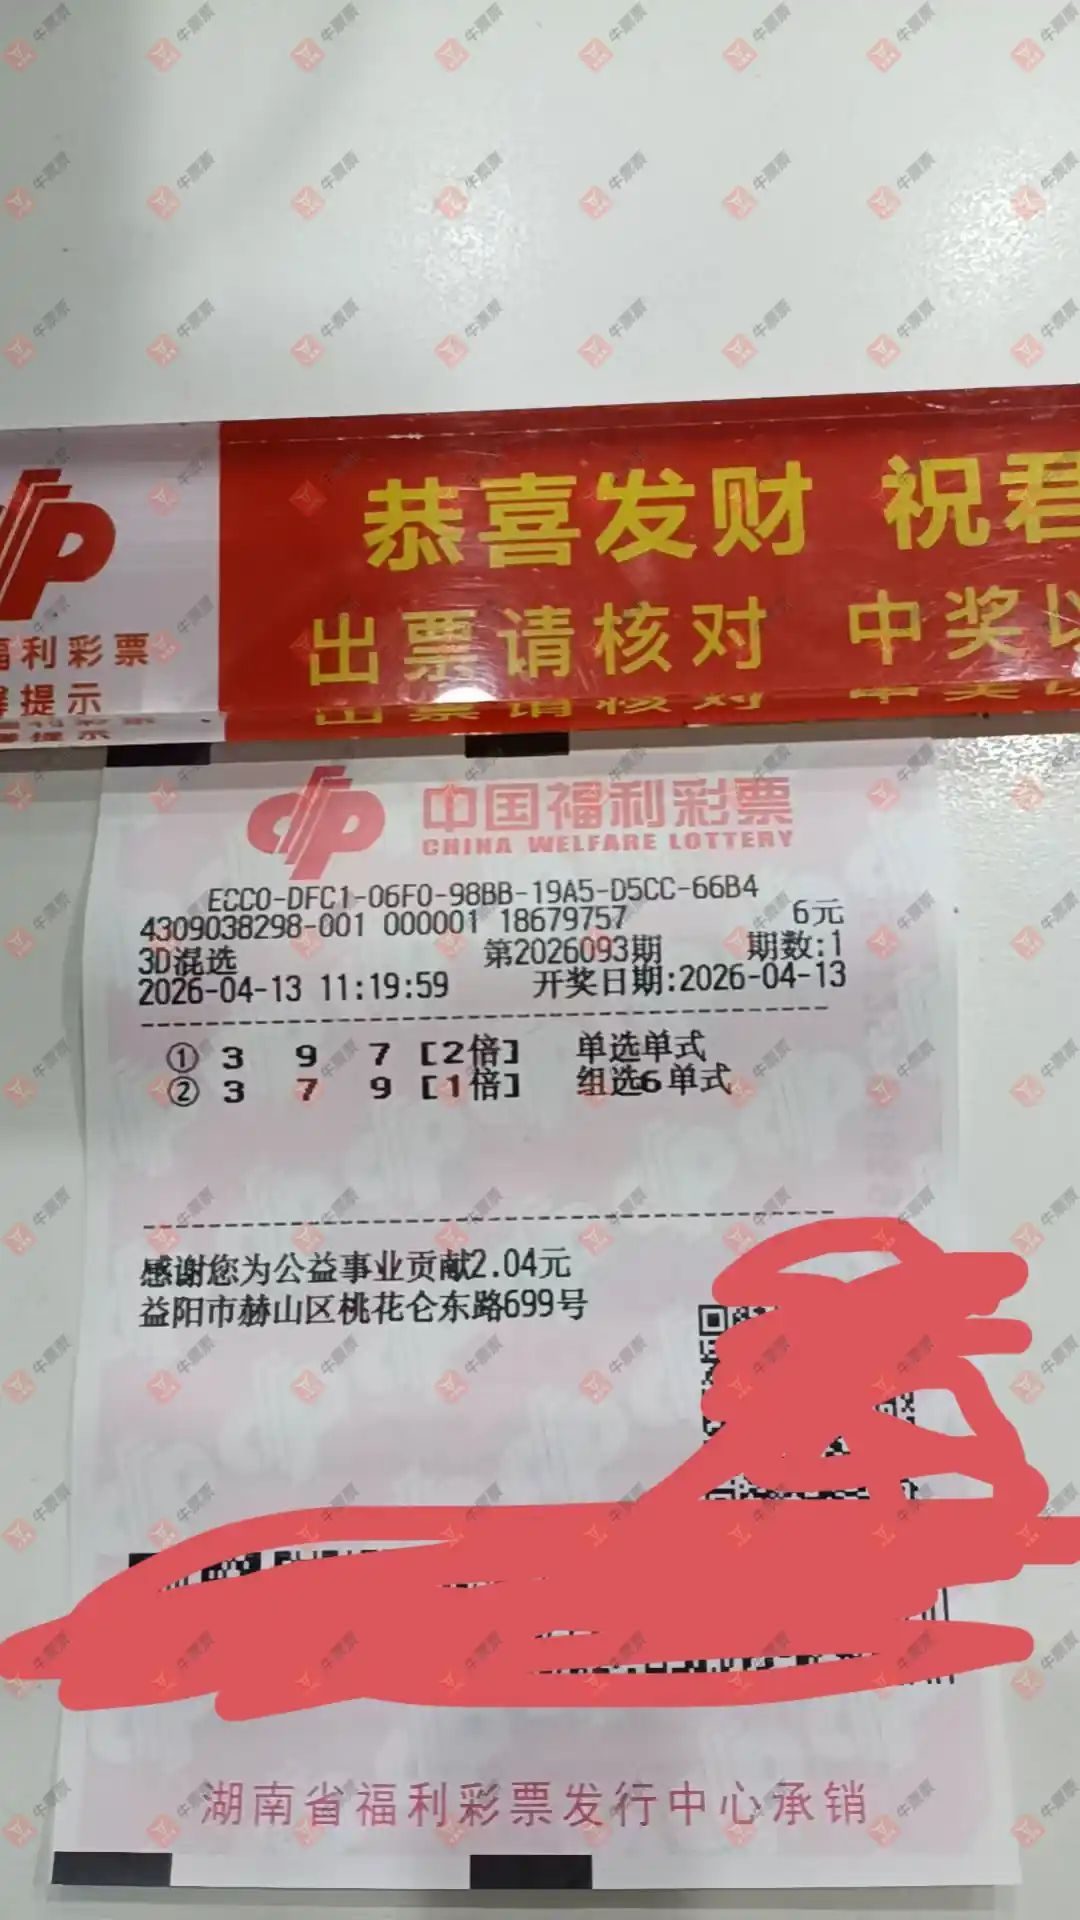 恭喜发财 祝君
出票请核对 中奖以
福利彩票
提示
中国福利彩票
CHINA WELFARE LOTTERY
ECC0-DFC1-06F0-98BB-19A5-D5CC-66B4
4309038298-001 000001 18679757 6元
3D混选 第2026093期 期数:1
2026-04-13 11:19:59 开奖日期:2026-04-13
① 3 9 7 [2倍] 单选单式
② 3 7 9 [1倍] 组选6单式
感谢您为公益事业贡献2.04元
益阳市赫山区桃花仑东路699号
湖南省福利彩票发行中心承销
牛票票